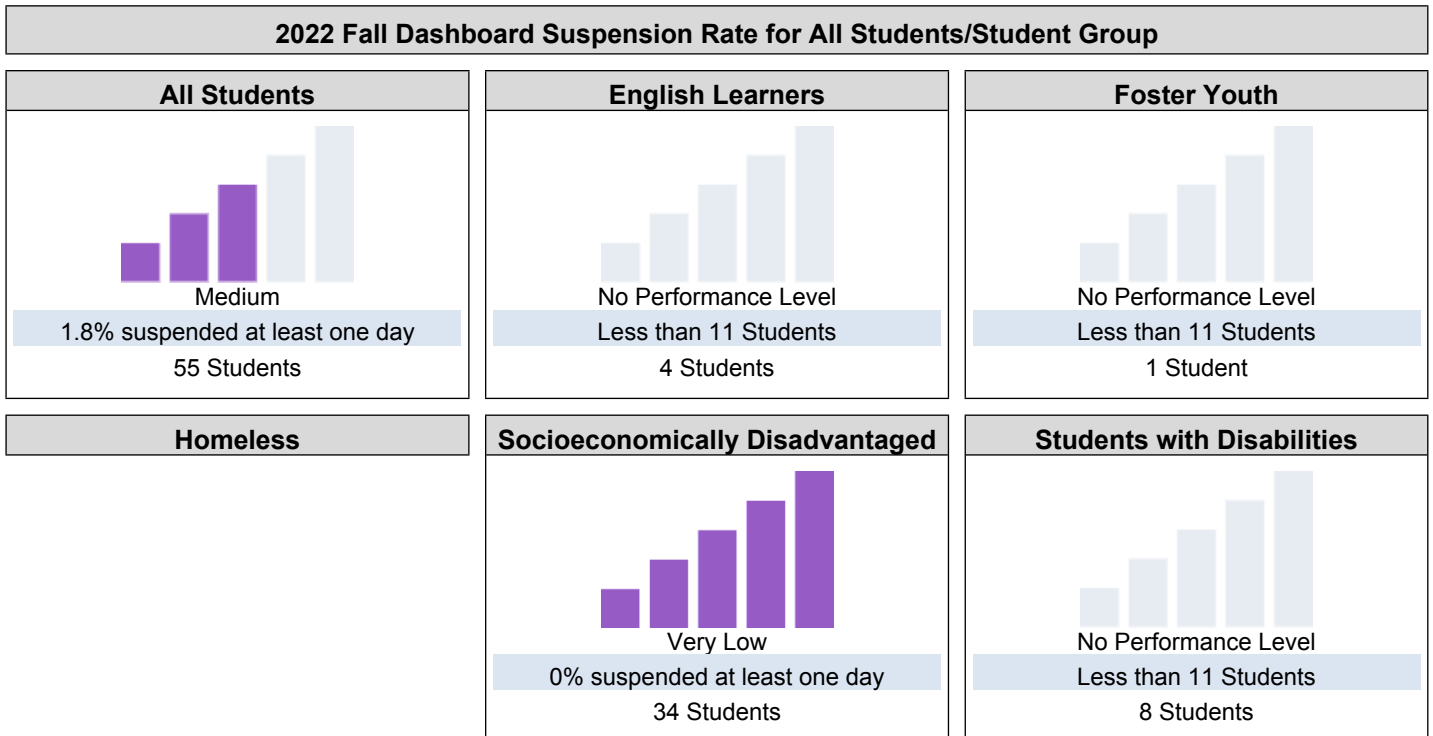 2022 Fall Dashboard Suspension Rate for All Students/Student Group
All Students
Medium
1.8% suspended at least one day
55 Students
English Learners
No Performance Level
Less than 11 Students
4 Students
Foster Youth
No Performance Level
Less than 11 Students
1 Student
Homeless
Socioeconomically Disadvantaged
Very Low
0% suspended at least one day
34 Students
Students with Disabilities
No Performance Level
Less than 11 Students
8 Students